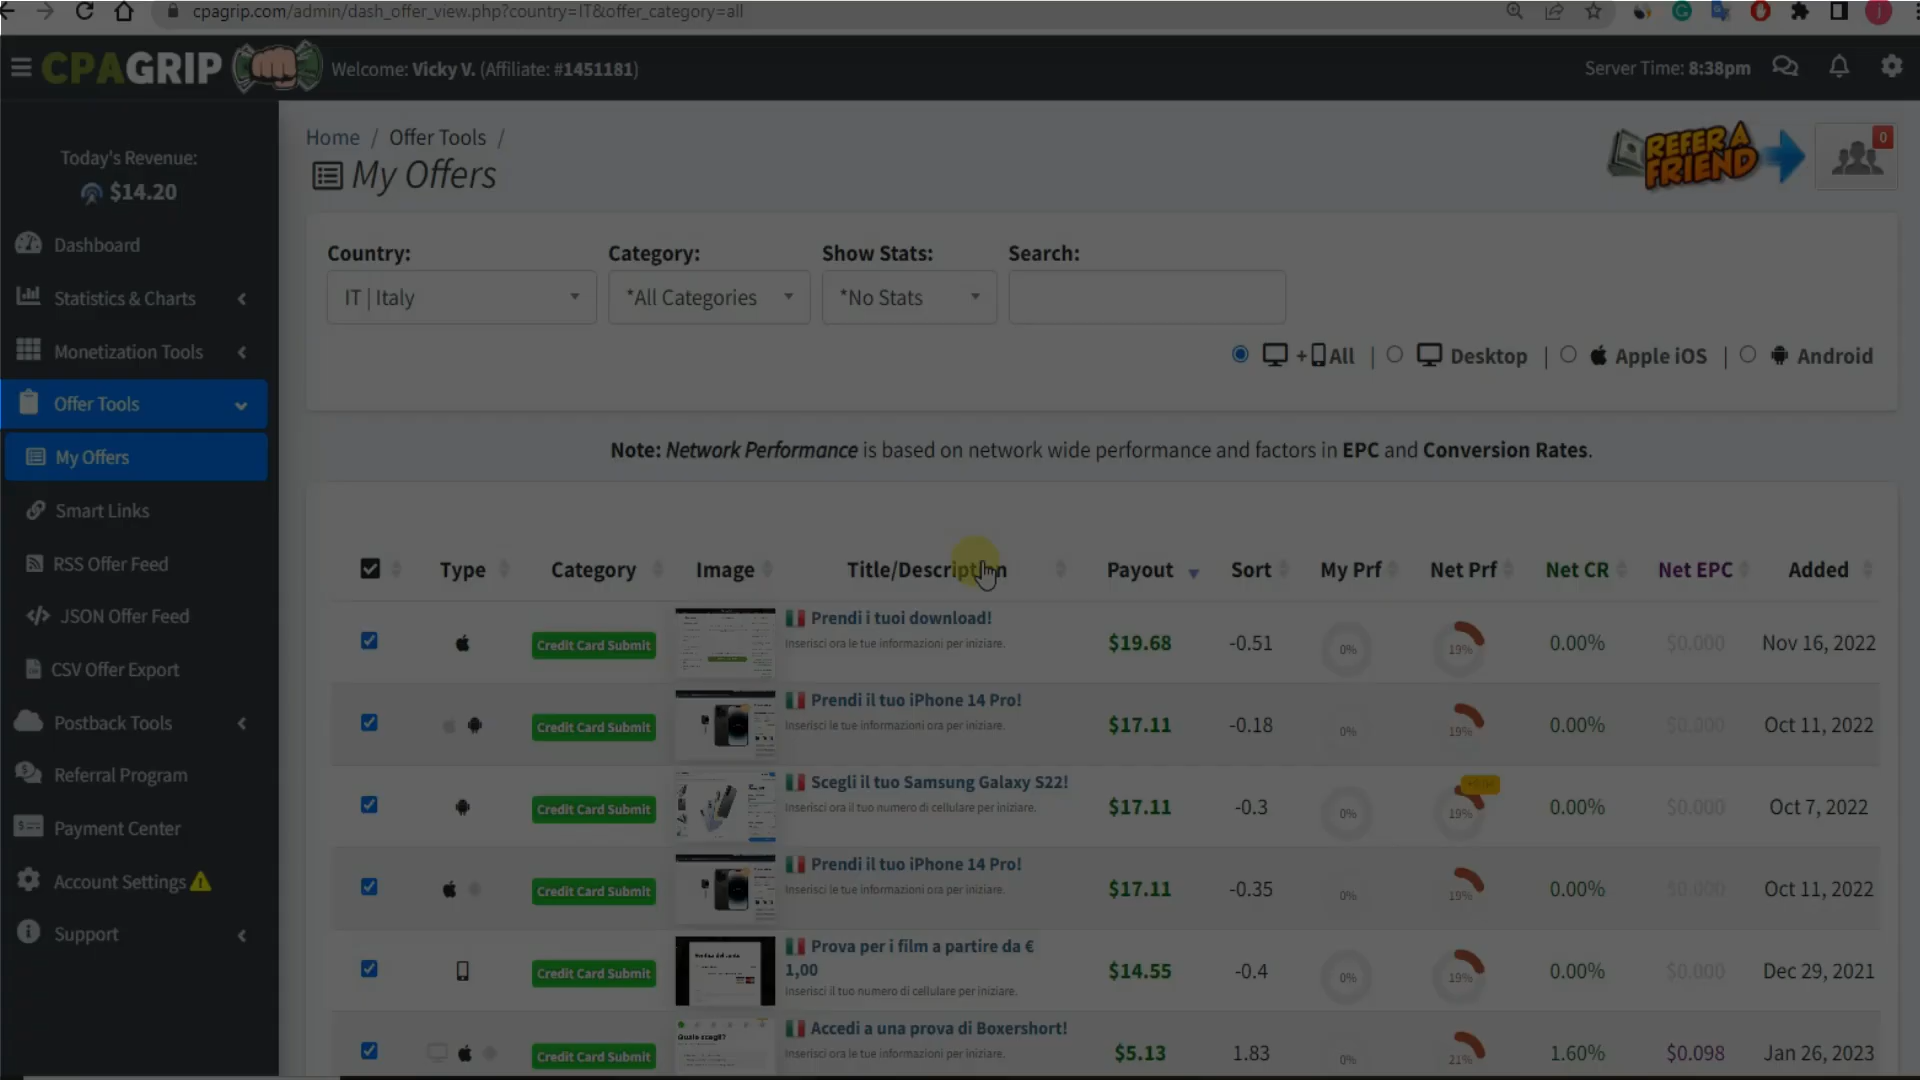 cpagrip.com/admin/dash_offer_view.php?country=IT&offer_category=all
CPAGRIP
Welcome: Vicky V. (Affiliate: #1451181)
Server Time: 8:38pm
Today's Revenue:
$14.20
Dashboard
Statistics & Charts
Monetization Tools
Offer Tools
My Offers
Smart Links
RSS Offer Feed
JSON Offer Feed
CSV Offer Export
Postback Tools
Referral Program
Payment Center
Account Settings
Support
Home / Offer Tools /
My Offers
REFER A FRIEND
0
Country: Category: Show Stats: Search:
IT | Italy *All Categories *No Stats
+ All | Desktop | Apple iOS | Android
Note: Network Performance is based on network wide performance and factors in EPC and Conversion Rates.
Type Category Image Title/Description Payout Sort My Prf Net Prf Net CR Net EPC Added
Prendi i tuoi download!
Inserisci ora le tue informazioni per iniziare.
Credit Card Submit $19.68 -0.51 0% 19% 0.00% $0.000 Nov 16, 2022
Prendi il tuo iPhone 14 Pro!
Inserisci le tue informazioni ora per iniziare.
Credit Card Submit $17.11 -0.18 0% 19% 0.00% $0.000 Oct 11, 2022
Scegli il tuo Samsung Galaxy S22!
Inserisci ora il tuo numero di cellulare per iniziare.
Credit Card Submit $17.11 -0.3 0% 19% 0.00% $0.000 Oct 7, 2022
Prendi il tuo iPhone 14 Pro!
Inserisci le tue informazioni ora per iniziare.
Credit Card Submit $17.11 -0.35 0% 19% 0.00% $0.000 Oct 11, 2022
Prova per i film a partire da €
1,00
Inserisci il tuo numero di cellulare per iniziare.
Credit Card Submit $14.55 -0.4 0% 19% 0.00% $0.000 Dec 29, 2021
Accedi a una prova di Boxershort!
Inserisci ora le tue informazioni per iniziare.
Credit Card Submit $5.13 1.83 0% 21% 1.60% $0.098 Jan 26, 2023